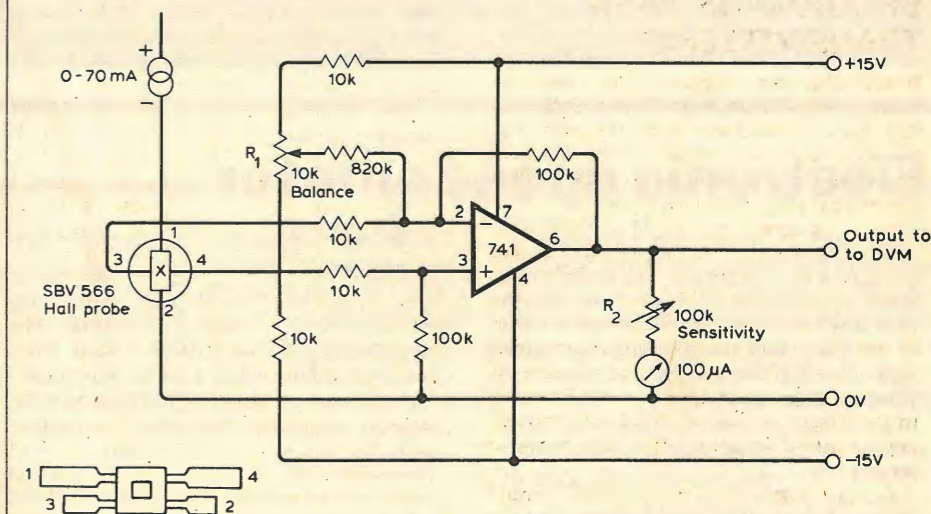 +
0-70mA
-
10k
+15V
R1
10k
Balance
820k
100k
10k
2
-
7
741
6
3
+
4
Output to
to DVM
1
3
X
4
2
SBV 566
Hall probe
10k
10k
100k
R2
100k
Sensitivity
100µA
0V
-15V
1
4
3
2